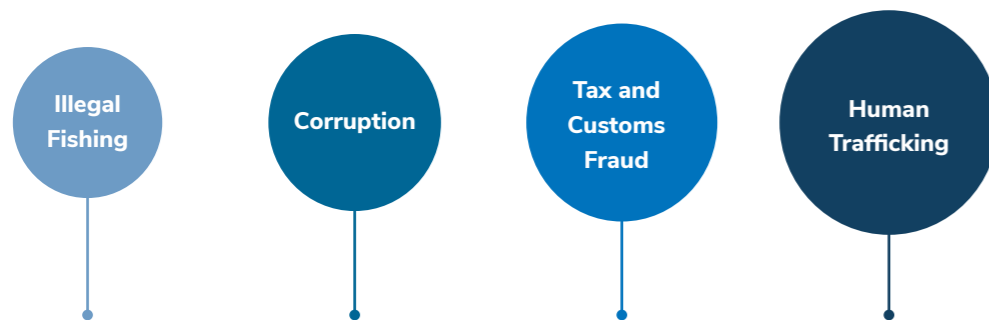 Illegal
Fishing
Corruption
Tax and
Customs
Fraud
Human
Trafficking